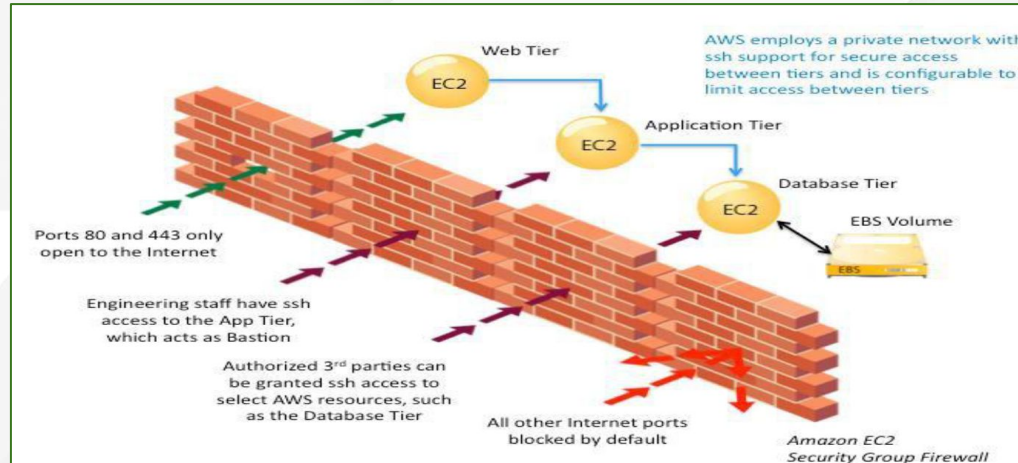 Web Tier
EC2
AWS employs a private network with
ssh support for secure access
between tiers and is configurable to
limit access between tiers
Application Tier
EC2
Database Tier
EC2
EBS Volume
EBS
Ports 80 and 443 only
open to the Internet
Engineering staff have ssh
access to the App Tier,
which acts as Bastion
Authorized 3rd parties can
be granted ssh access to
select AWS resources, such
as the Database Tier
All other Internet ports
blocked by default
Amazon EC2
Security Group Firewall